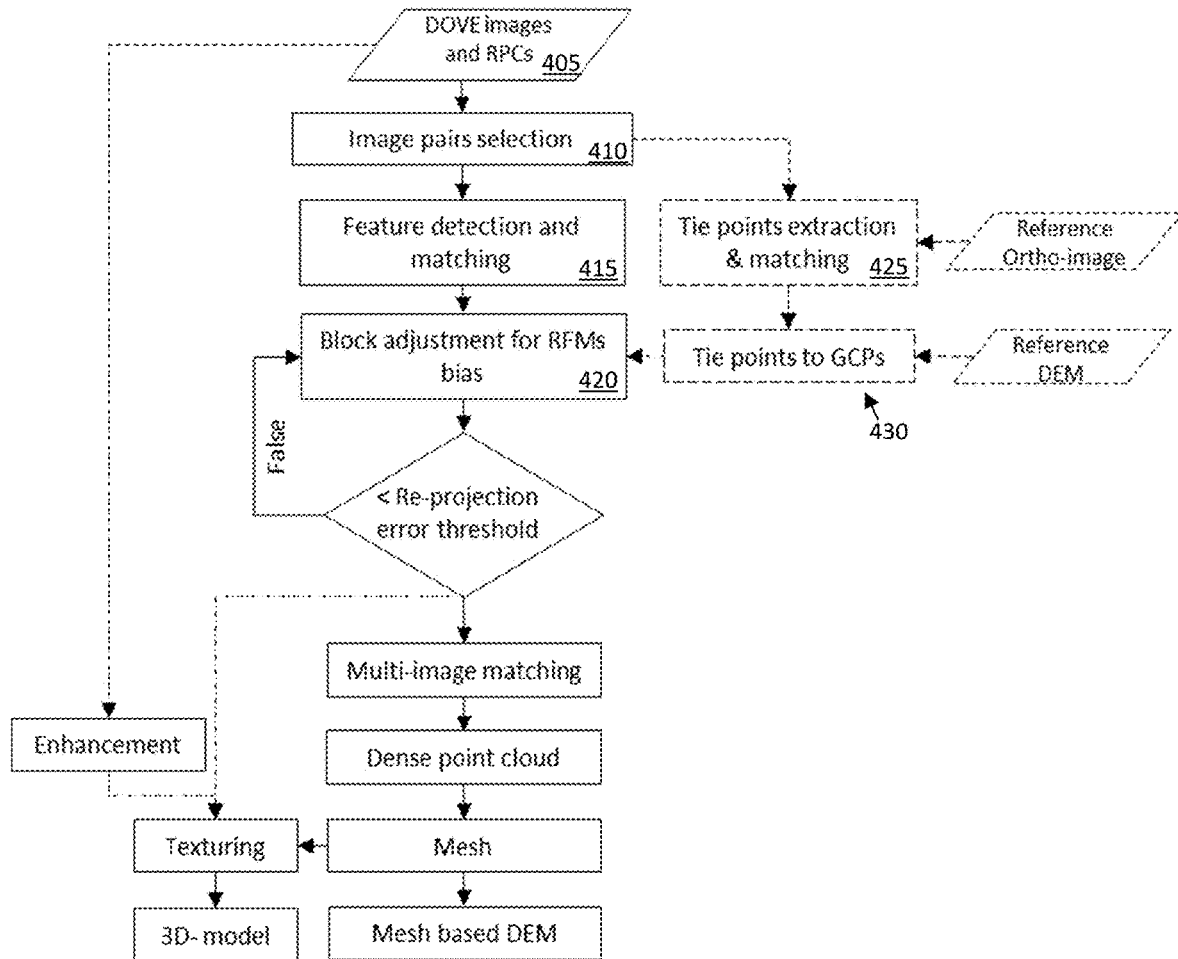 DOVE images
and RPCs
405
Image pairs selection
410
Feature detection and
matching
415
Tie points extraction
& matching
425
Reference
Ortho-image
Block adjustment for RFMs
bias
420
Tie points to GCPs
Reference
DEM
430
False
< Re-projection
error threshold
Multi-image matching
Enhancement
Dense point cloud
Texturing
Mesh
3D- model
Mesh based DEM